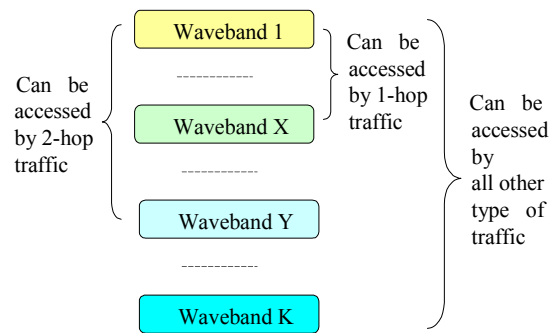 Can be
accessed
by 2-hop
traffic
Waveband 1
Waveband X
Waveband Y
Waveband K
Can be
accessed
by 1-hop
traffic
Can be
accessed
by
all other
type of
traffic